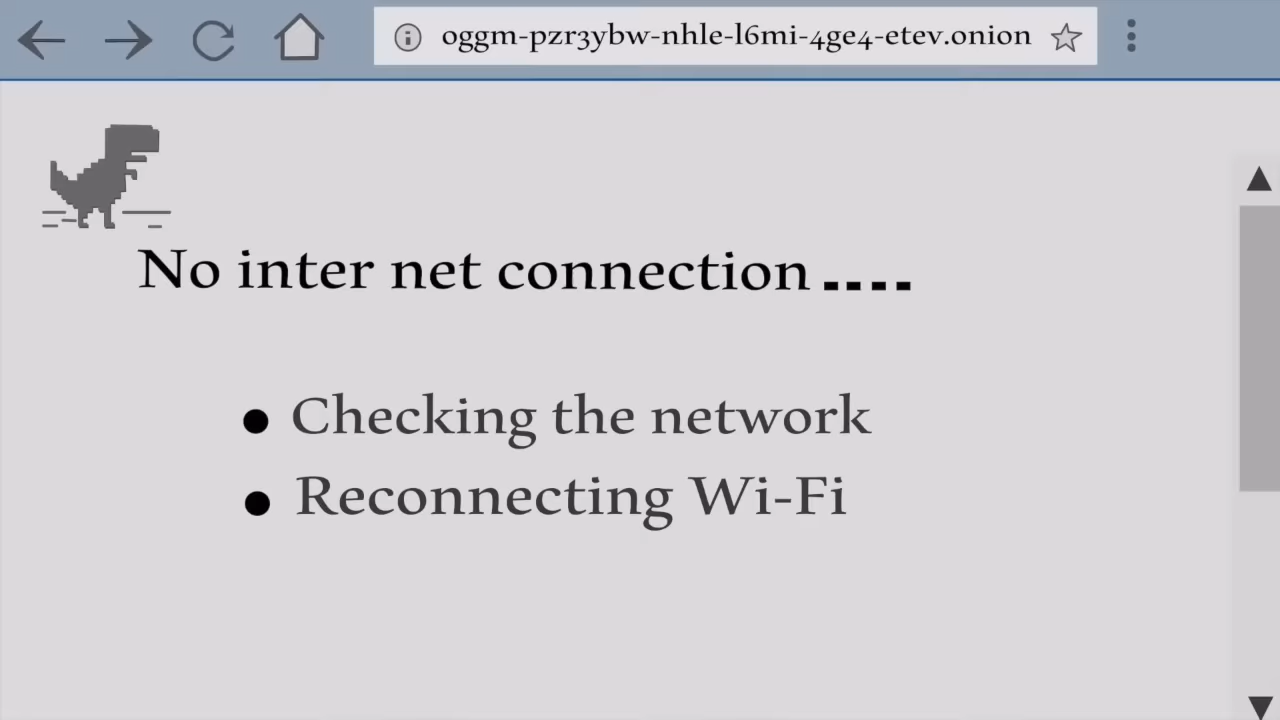 oggm-pzr3ybw-nhle-l6mi-4ge4-etev.onion
No inter net connection....
Checking the network
Reconnecting Wi-Fi